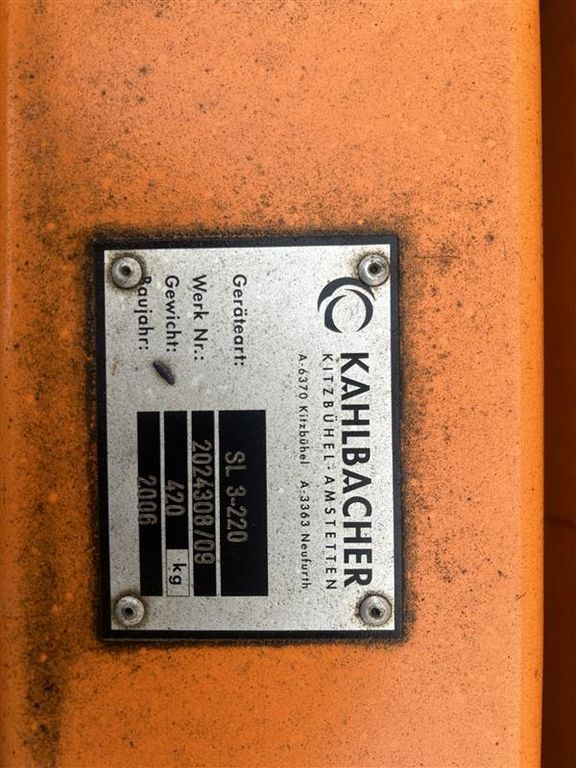 KAHLBACHER
KITZBÜHEL-AMSTETTEN
A-6370 Kitzbühel A-3363 Neufurth
Geräteart: SL 3-220
Werk Nr.: 2024308/09
Gewicht: 420 kg
Baujahr: 2006